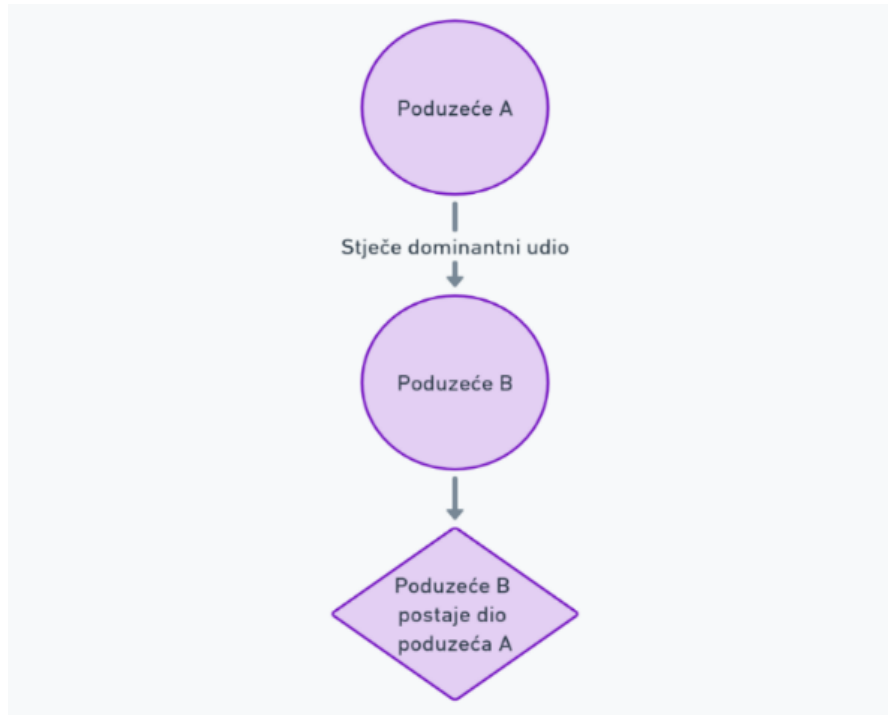 Poduzeće A
Stječe dominantni udio
Poduzeće B
Poduzeće B
postaje dio
poduzeća A